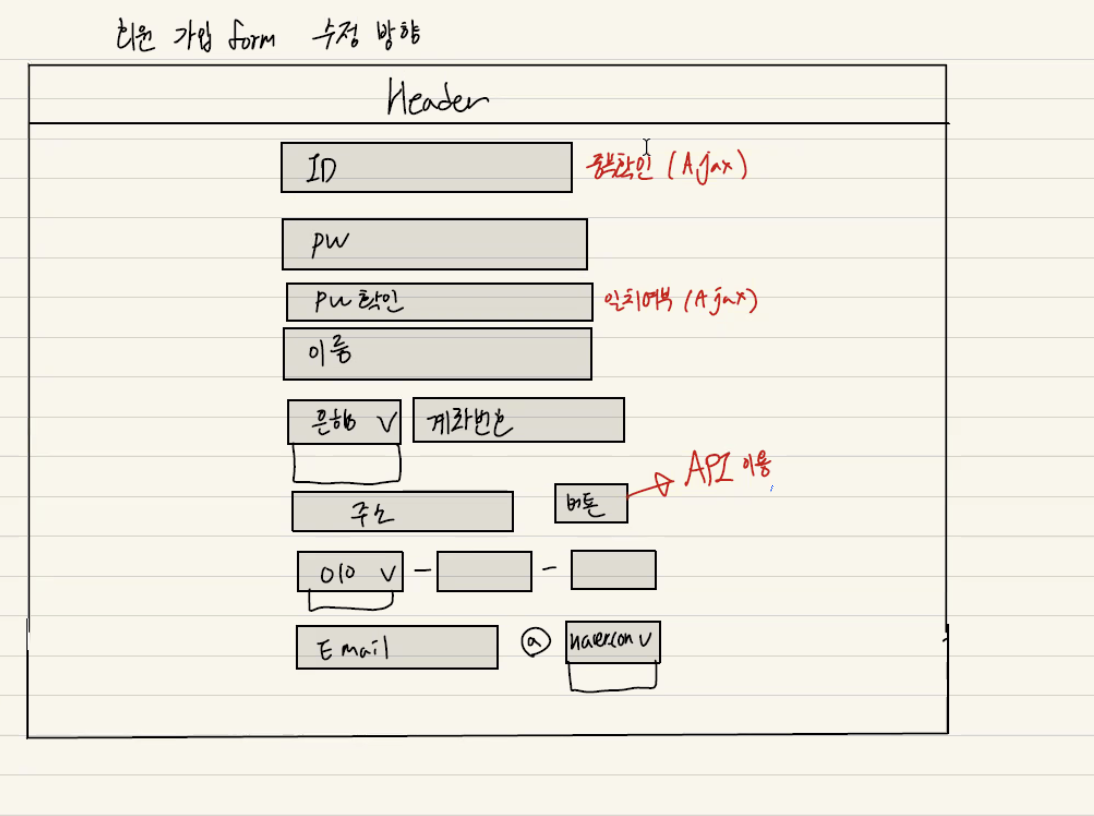 회원 가입 form 수정 방향
Header
ID 중복확인 (Ajax)
PW
PW 확인 일치여부 (Ajax)
이름
은행 V 계좌번호
API 이용
주소 버튼
010 V - -
Email @ naver.com V